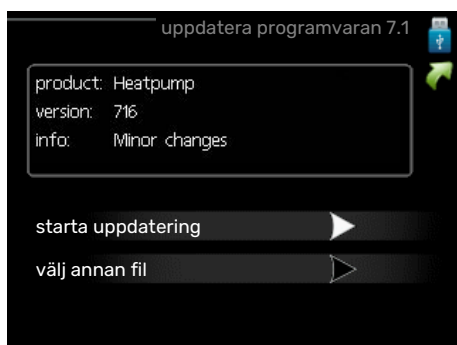 uppdatera programvaran 7.1
product: Heatpump
version: 716
info: Minor changes
starta uppdatering
välj annan fil